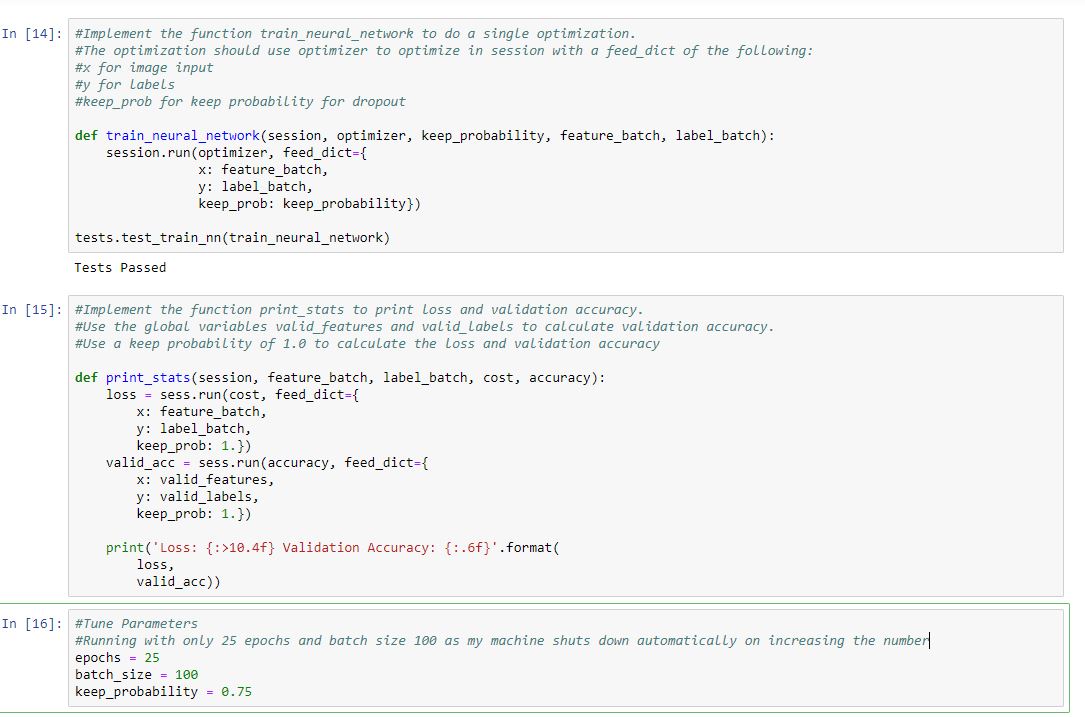 In [14]: #Implement the function train_neural_network to do a single optimization.
#The optimization should use optimizer to optimize in session with a feed_dict of the following:
#x for image input
#y for labels
#keep_prob for keep probability for dropout
def train_neural_network(session, optimizer, keep_probability, feature_batch, label_batch):
    session.run(optimizer, feed_dict={
                x: feature_batch,
                y: label_batch,
                keep_prob: keep_probability})
tests.test_train_nn(train_neural_network)
Tests Passed
In [15]: #Implement the function print_stats to print loss and validation accuracy.
#Use the global variables valid_features and valid_labels to calculate validation accuracy.
#Use a keep probability of 1.0 to calculate the loss and validation accuracy
def print_stats(session, feature_batch, label_batch, cost, accuracy):
    loss = sess.run(cost, feed_dict={
        x: feature_batch,
        y: label_batch,
        keep_prob: 1.})
    valid_acc = sess.run(accuracy, feed_dict={
        x: valid_features,
        y: valid_labels,
        keep_prob: 1.})
    print('Loss: {:>10.4f} Validation Accuracy: {:.6f}'.format(
        loss,
        valid_acc))
In [16]: #Tune Parameters
#Running with only 25 epochs and batch size 100 as my machine shuts down automatically on increasing the number
epochs = 25
batch_size = 100
keep_probability = 0.75